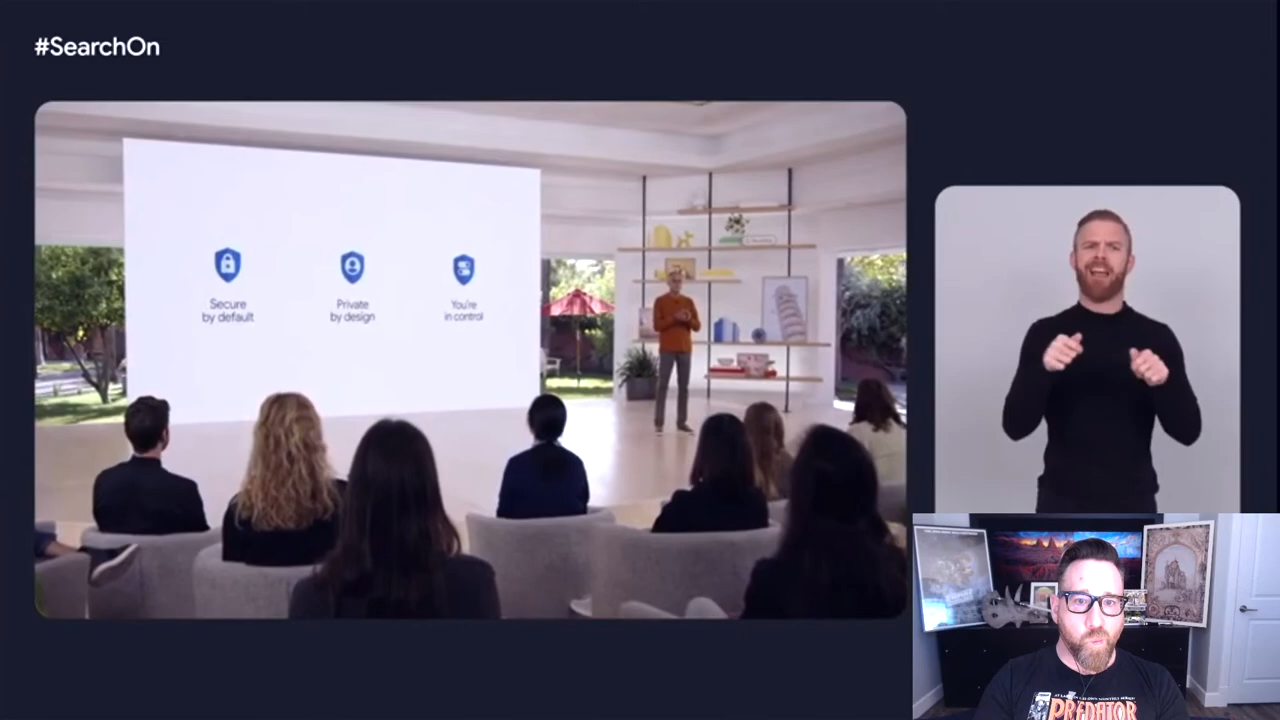 #SearchOn
Secure
by default
Private
by design
You're
in control
PREDATOR